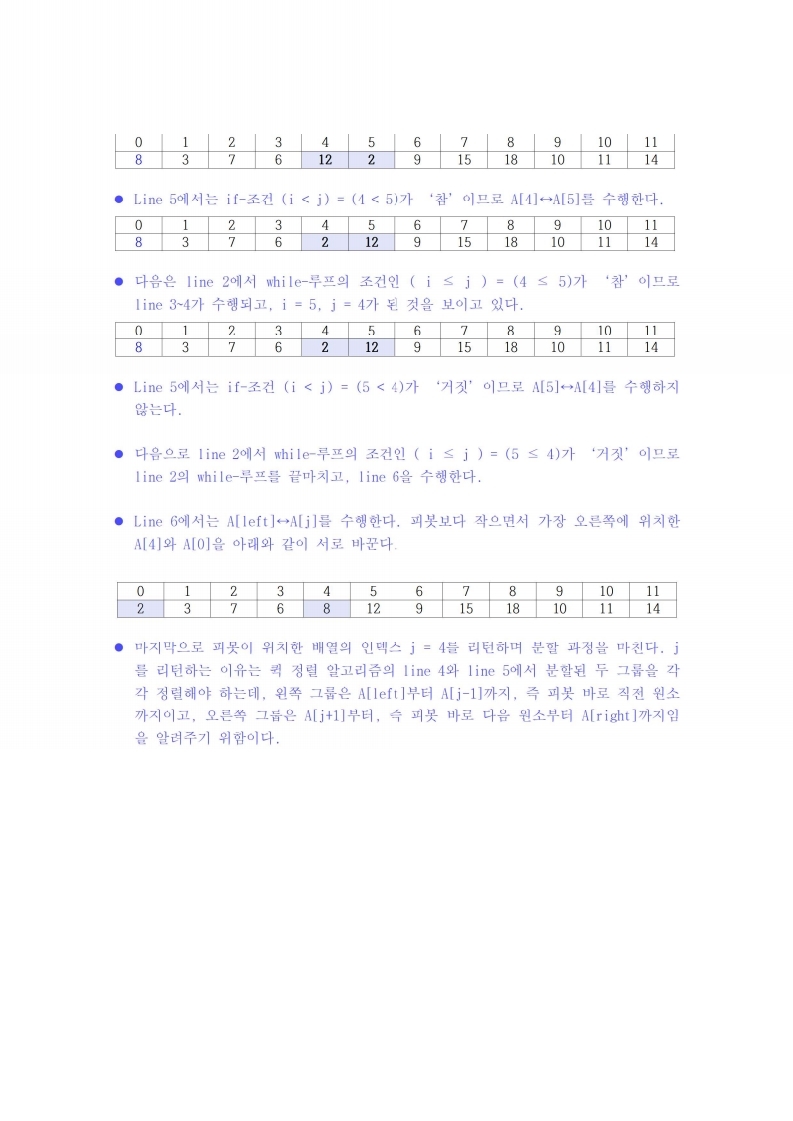 0 1 2 3 4 5 6 7 8 9 10 11
8 3 7 6 12 2 9 15 18 10 11 14
● Line 5에서는 if-조건 (i < j) = (4 < 5)가 ‘참’이므로 A[4]↔A[5]를 수행한다.
0 1 2 3 4 5 6 7 8 9 10 11
8 3 7 6 2 12 9 15 18 10 11 14
● 다음은 line 2에서 while-루프의 조건인 ( i ≤ j ) = (4 ≤ 5)가 ‘참’이므로
line 3~4가 수행되고, i = 5, j = 4가 된 것을 보이고 있다.
0 1 2 3 4 5 6 7 8 9 10 11
8 3 7 6 2 12 9 15 18 10 11 14
● Line 5에서는 if-조건 (i < j) = (5 < 4)가 ‘거짓’이므로 A[5]↔A[4]를 수행하지
않는다.
● 다음으로 line 2에서 while-루프의 조건인 ( i ≤ j ) = (5 ≤ 4)가 ‘거짓’이므로
line 2의 while-루프를 끝마치고, line 6을 수행한다.
● Line 6에서는 A[left]↔A[j]를 수행한다. 피봇보다 작으면서 가장 오른쪽에 위치한
A[4]와 A[0]을 아래와 같이 서로 바꾼다.
0 1 2 3 4 5 6 7 8 9 10 11
2 3 7 6 8 12 9 15 18 10 11 14
● 마지막으로 피봇이 위치한 배열의 인덱스 j = 4를 리턴하며 분할 과정을 마친다. j
를 리턴하는 이유는 퀵 정렬 알고리즘의 line 4와 line 5에서 분할된 두 그룹을 각
각 정렬해야 하는데, 왼쪽 그룹은 A[left]부터 A[j-1]까지, 즉 피봇 바로 직전 원소
까지이고, 오른쪽 그룹은 A[j+1]부터, 즉 피봇 바로 다음 원소부터 A[right]까지임
을 알려주기 위함이다.